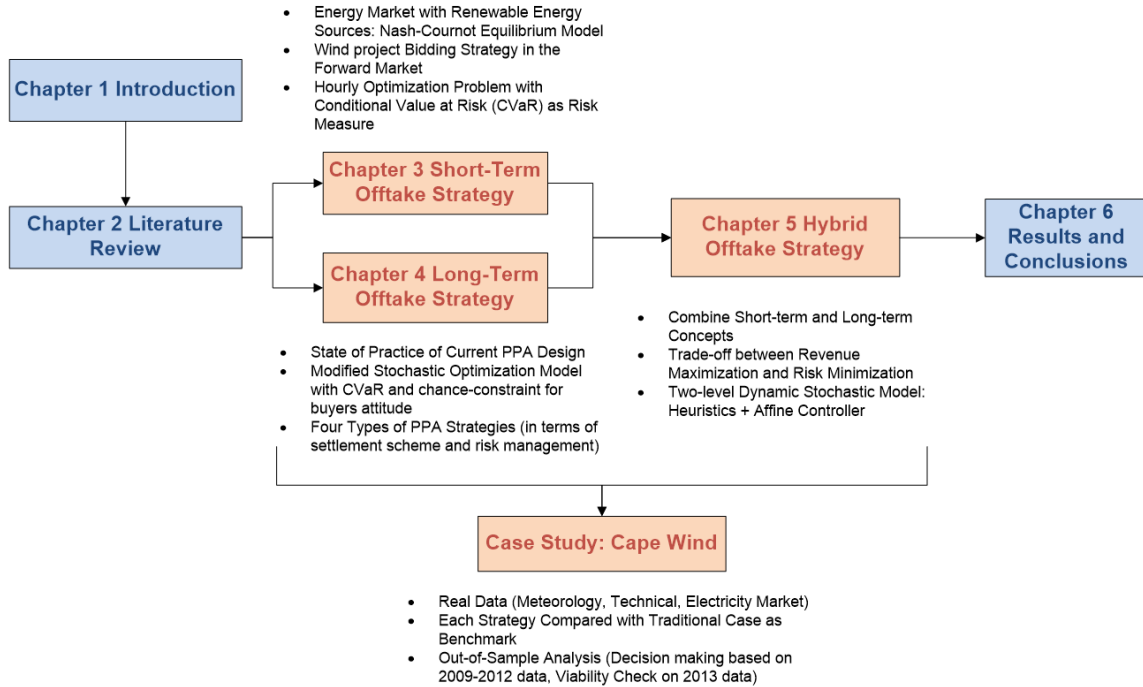 • Energy Market with Renewable Energy
Sources: Nash-Cournot Equilibrium Model
• Wind project Bidding Strategy in the
Forward Market
• Hourly Optimization Problem with
Conditional Value at Risk (CVaR) as Risk
Measure
Chapter 1 Introduction
Chapter 2 Literature
Review
Chapter 3 Short-Term
Offtake Strategy
Chapter 4 Long-Term
Offtake Strategy
Chapter 5 Hybrid
Offtake Strategy
Chapter 6
Results and
Conclusions
• State of Practice of Current PPA Design
• Modified Stochastic Optimization Model
with CVaR and chance-constraint for
buyers attitude
• Four Types of PPA Strategies (in terms of
settlement scheme and risk management)
• Combine Short-term and Long-term
Concepts
• Trade-off between Revenue
Maximization and Risk Minimization
• Two-level Dynamic Stochastic Model:
Heuristics + Affine Controller
Case Study: Cape Wind
• Real Data (Meteorology, Technical, Electricity Market)
• Each Strategy Compared with Traditional Case as
Benchmark
• Out-of-Sample Analysis (Decision making based on
2009-2012 data, Viability Check on 2013 data)